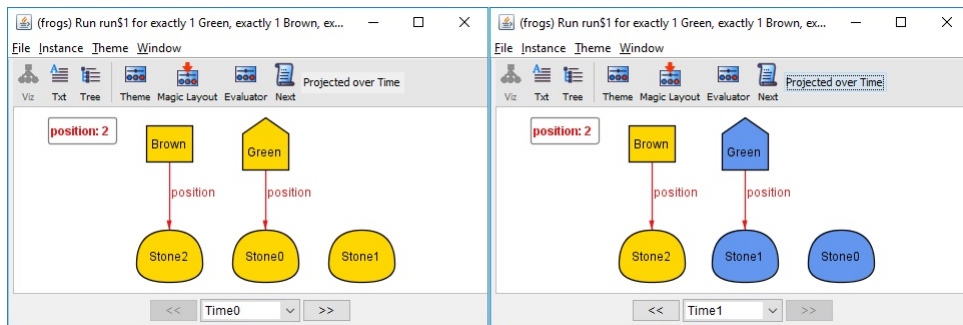 (frogs) Run run$1 for exactly 1 Green, exactly 1 Brown, ex...
File Instance Theme Window
Viz Txt Tree Theme Magic Layout Evaluator Next Projected over Time
position: 2
Brown
Green
position
position
Stone2
Stone0
Stone1
<< Time0 >>
(frogs) Run run$1 for exactly 1 Green, exactly 1 Brown, ex...
File Instance Theme Window
Viz Txt Tree Theme Magic Layout Evaluator Next Projected over Time
position: 2
Brown
Green
position
position
Stone2
Stone1
Stone0
<< Time1 >>